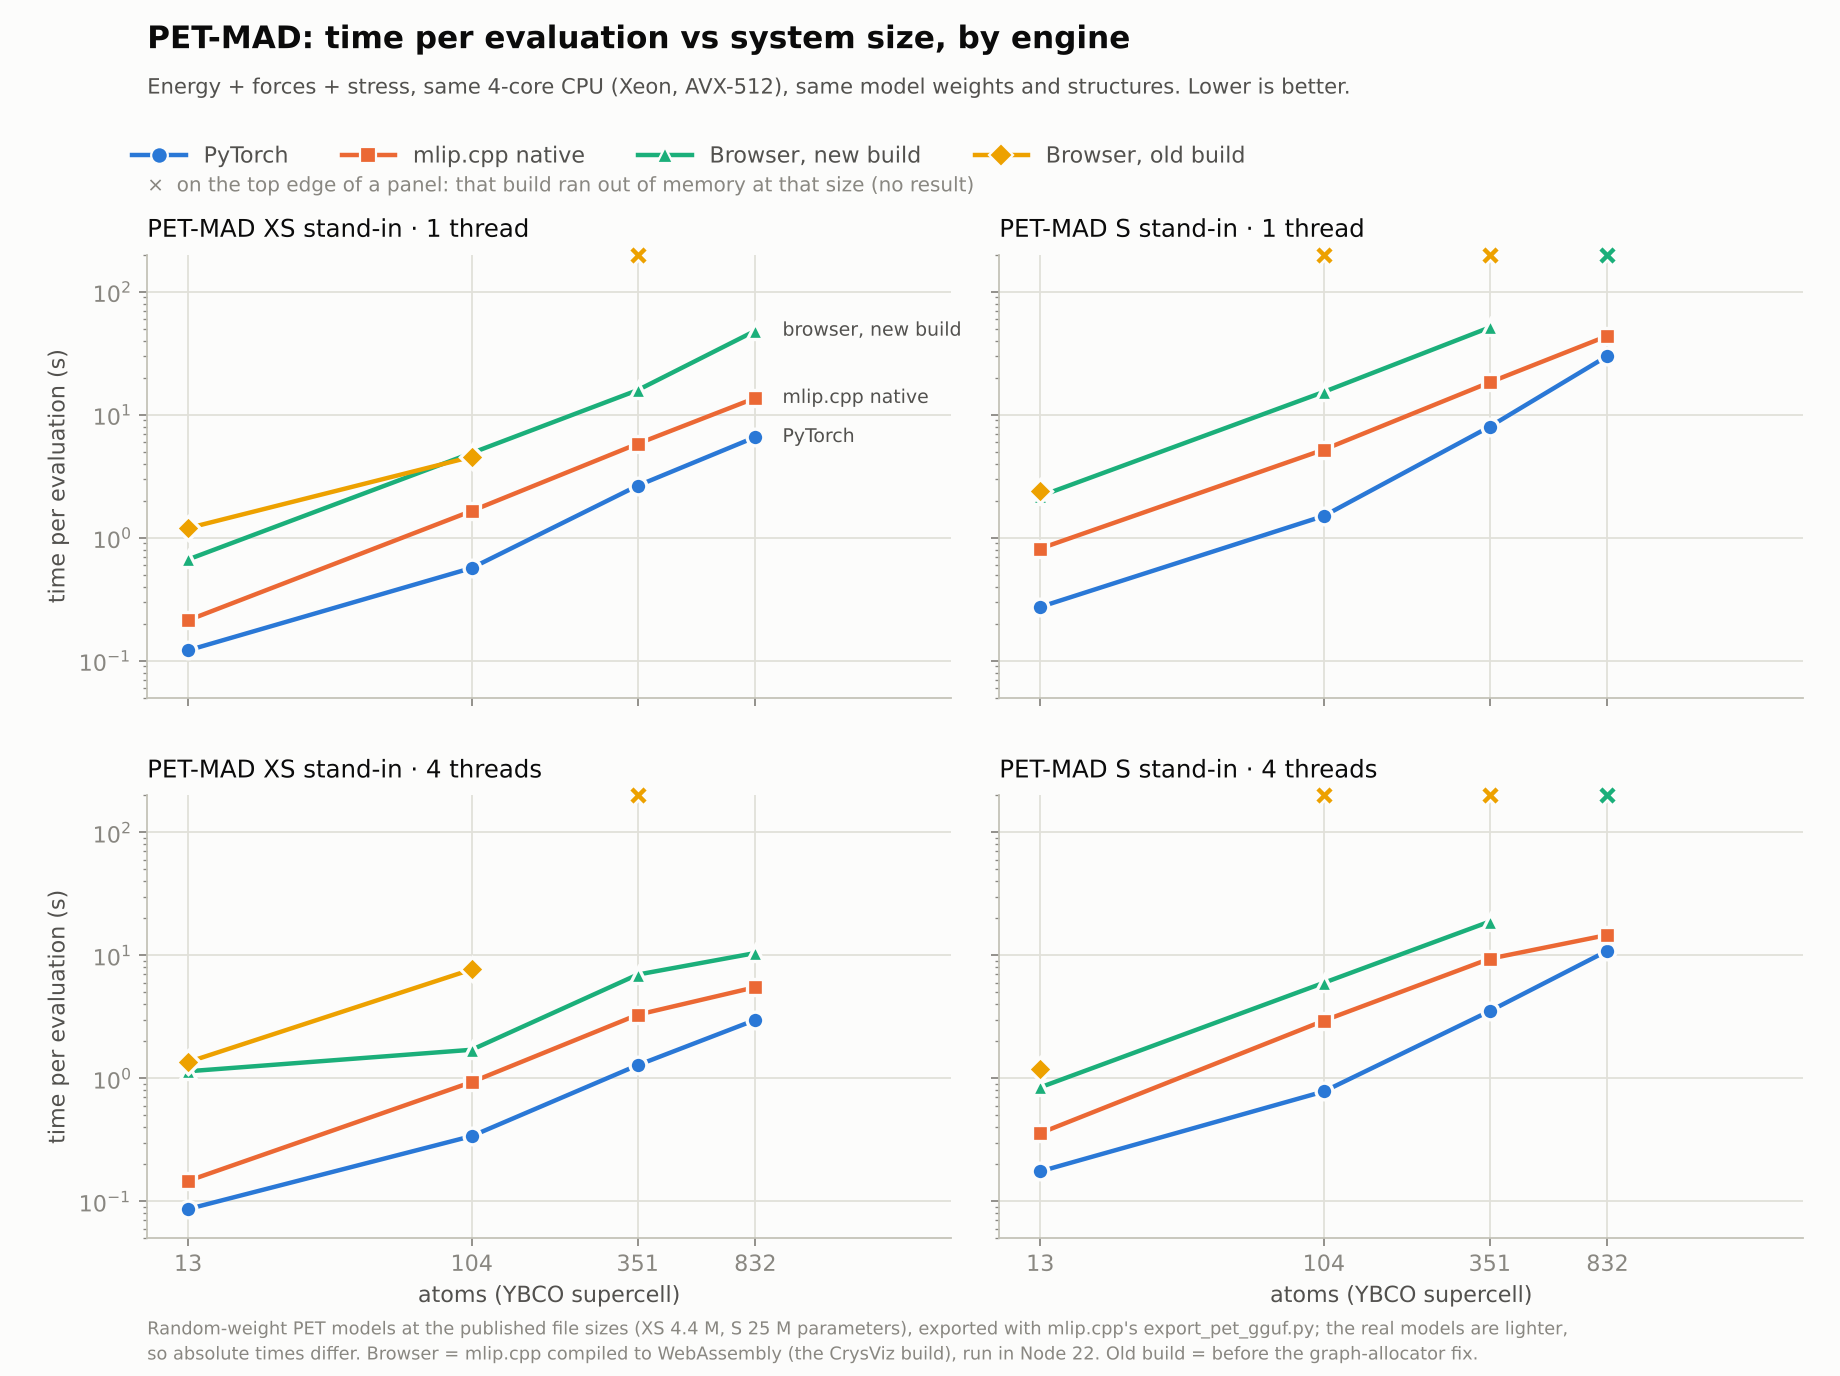 PET-MAD: time per evaluation vs system size, by engine
Energy + forces + stress, same 4-core CPU (Xeon, AVX-512), same model weights and structures. Lower is better.
PyTorch
mlip.cpp native
Browser, new build
Browser, old build
× on the top edge of a panel: that build ran out of memory at that size (no result)
PET-MAD XS stand-in · 1 thread
time per evaluation (s)
10²
10¹
10⁰
10⁻¹
browser, new build
mlip.cpp native
PyTorch
PET-MAD S stand-in · 1 thread
PET-MAD XS stand-in · 4 threads
time per evaluation (s)
10²
10¹
10⁰
10⁻¹
13 104 351 832
atoms (YBCO supercell)
PET-MAD S stand-in · 4 threads
13 104 351 832
atoms (YBCO supercell)
Random-weight PET models at the published file sizes (XS 4.4 M, S 25 M parameters), exported with mlip.cpp's export_pet_gguf.py; the real models are lighter,
so absolute times differ. Browser = mlip.cpp compiled to WebAssembly (the CrysViz build), run in Node 22. Old build = before the graph-allocator fix.